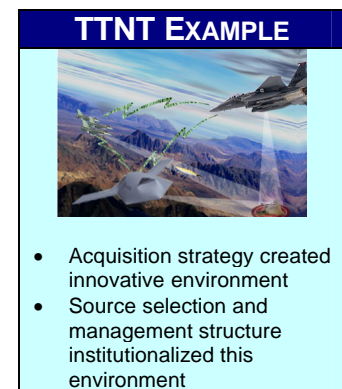 TTNT EXAMPLE
• Acquisition strategy created
innovative environment
• Source selection and
management structure
institutionalized this
environment